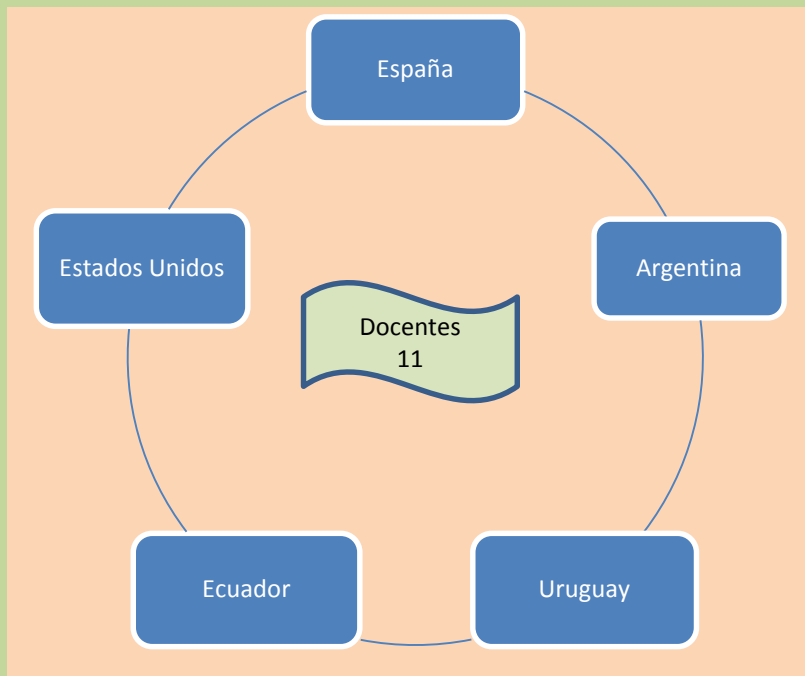 España
Estados Unidos
Argentina
Docentes
11
Ecuador
Uruguay